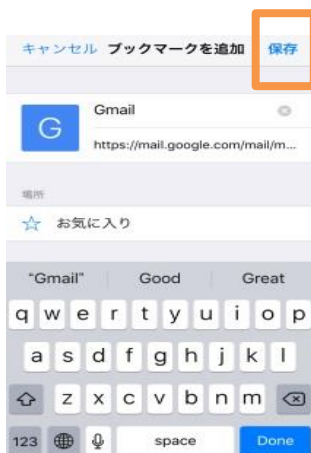 キャンセル ブックマークを追加 保存
Gmail
G
https://mail.google.com/mail/m...
場所
お気に入り
"Gmail" Good Great
q w e r t y u i o p
a s d f g h j k l
z x c v b n m
123 space Done